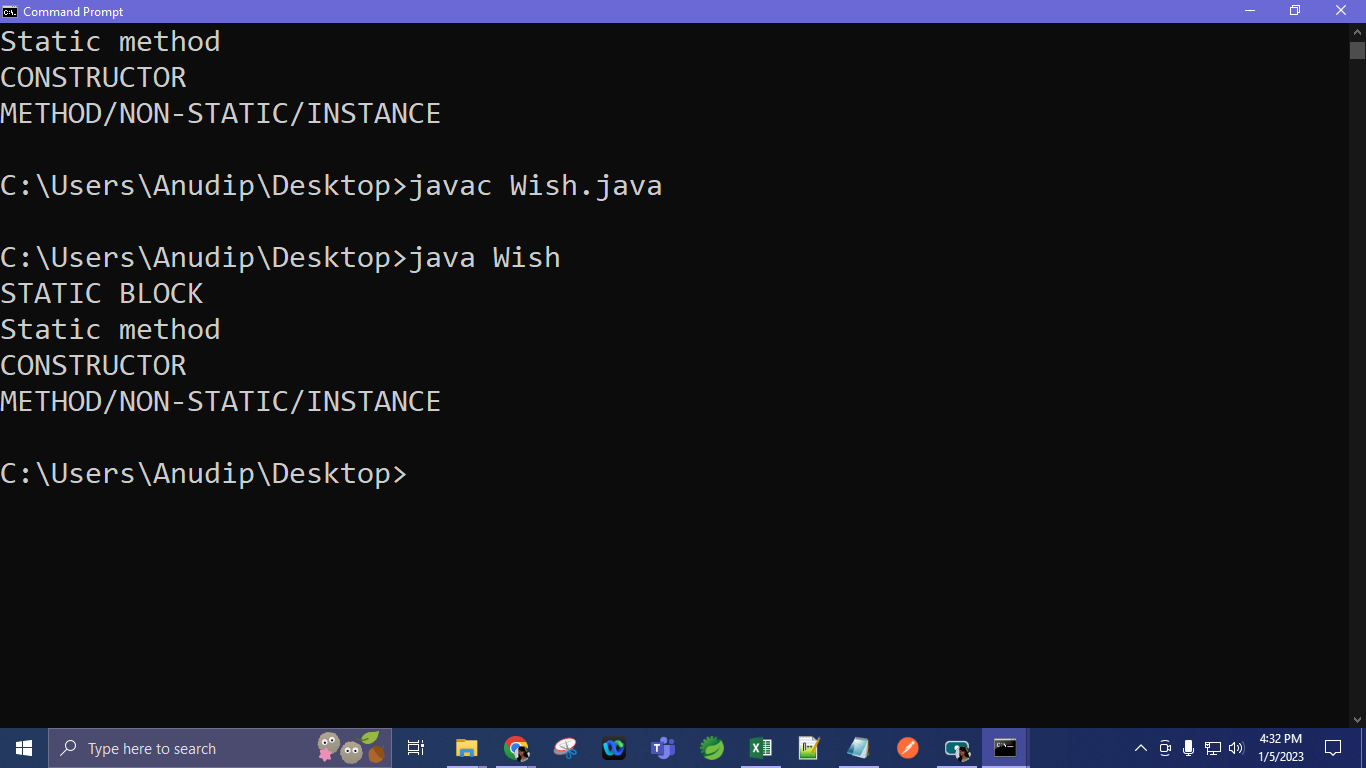 Command Prompt
Static method
CONSTRUCTOR
METHOD/NON-STATIC/INSTANCE
C:\Users\Anudip\Desktop>javac Wish.java
C:\Users\Anudip\Desktop>java Wish
STATIC BLOCK
Static method
CONSTRUCTOR
METHOD/NON-STATIC/INSTANCE
C:\Users\Anudip\Desktop>
Type here to search
4:32 PM
1/5/2023